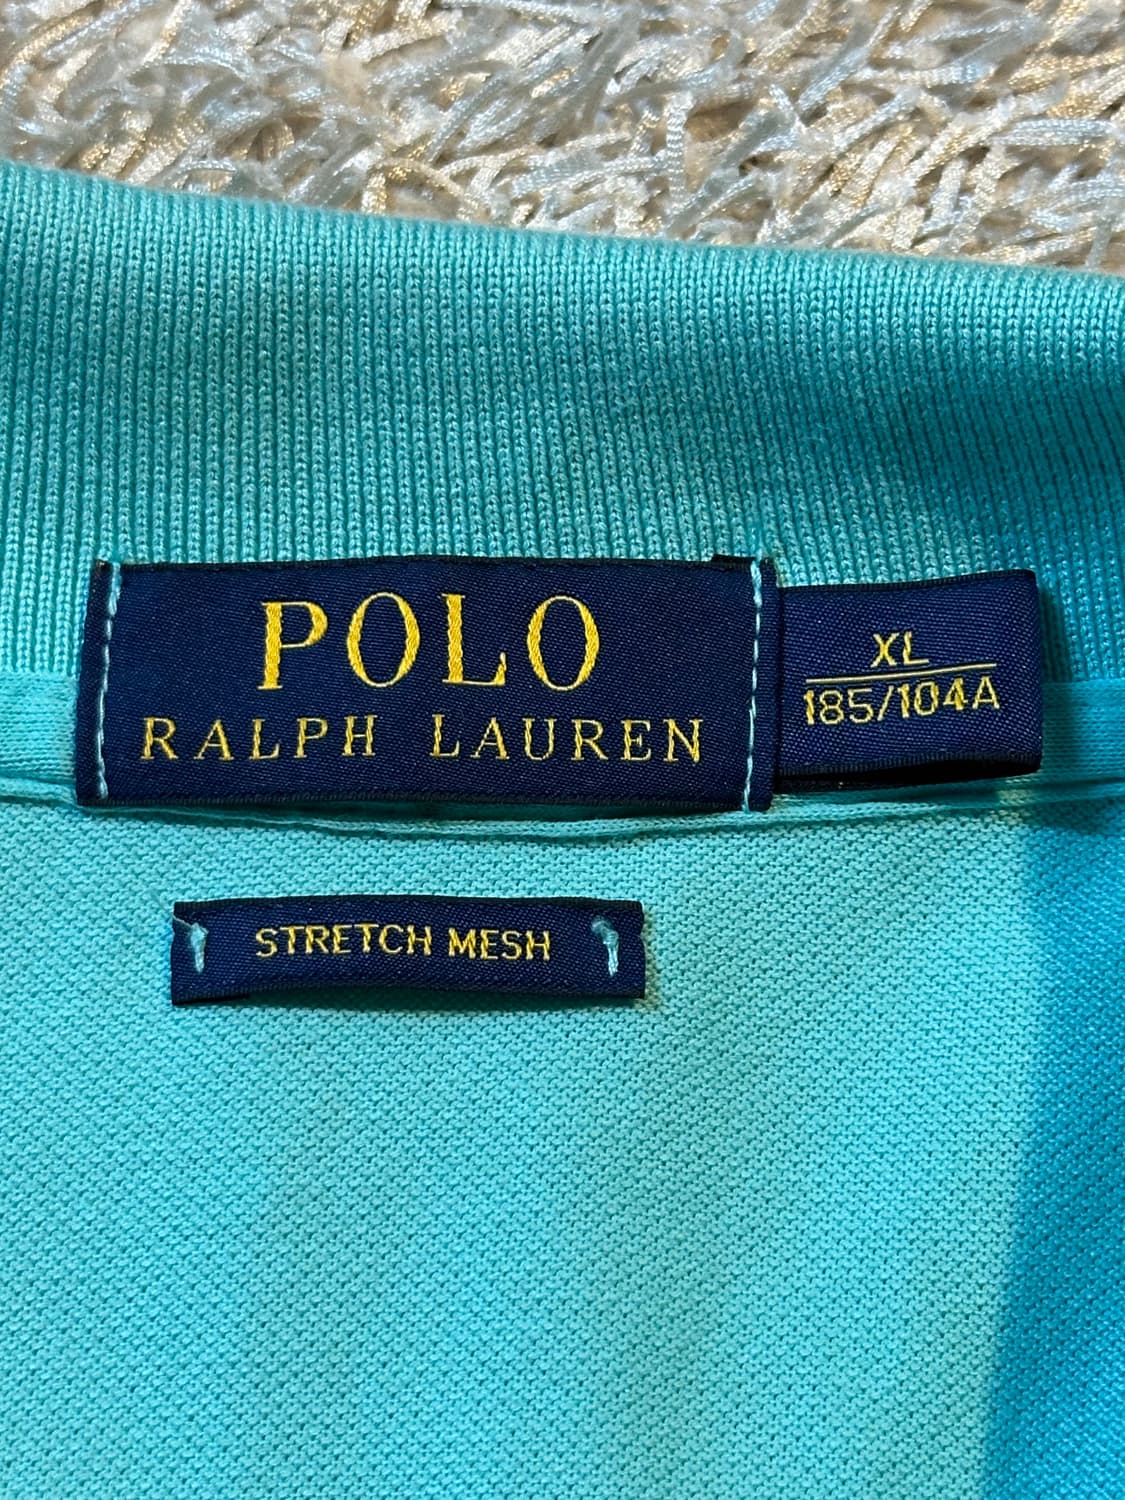 POLO
RALPH LAUREN
XL
185/104A
STRETCH MESH